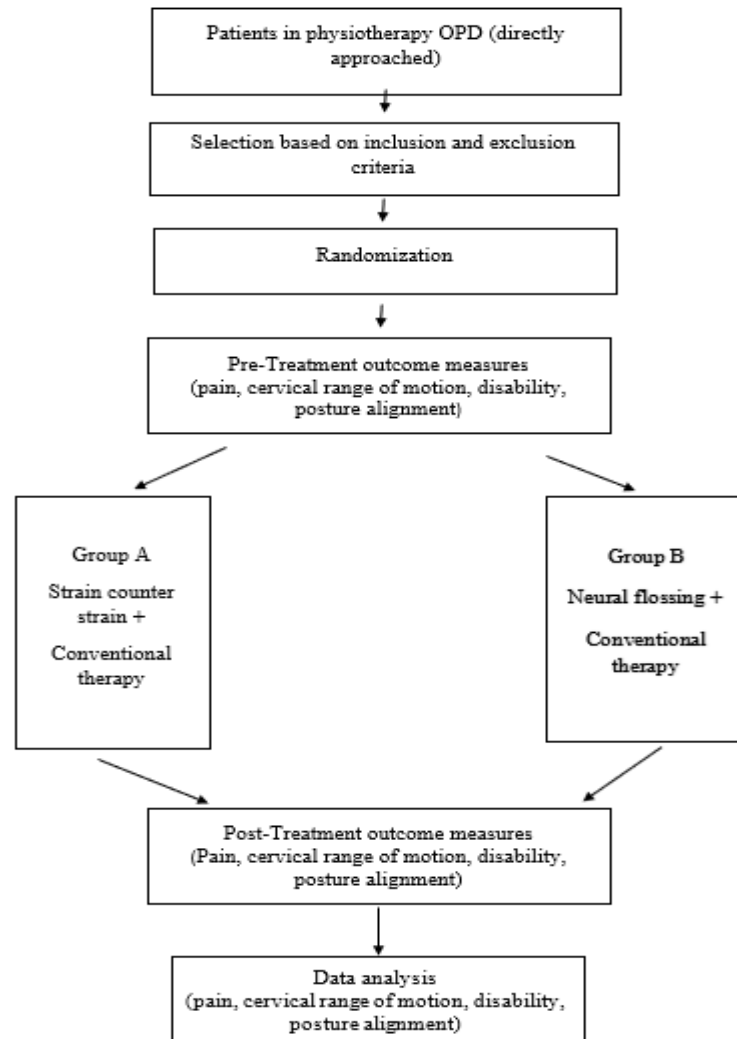 Patients in physiotherapy OPD (directly
approached)
Selection based on inclusion and exclusion
criteria
Randomization
Pre-Treatment outcome measures
(pain, cervical range of motion, disability,
posture alignment)
Group A
Strain counter
strain +
Conventional
therapy
Group B
Neural flossing +
Conventional
therapy
Post-Treatment outcome measures
(Pain, cervical range of motion, disability,
posture alignment)
Data analysis
(pain, cervical range of motion, disability,
posture alignment)